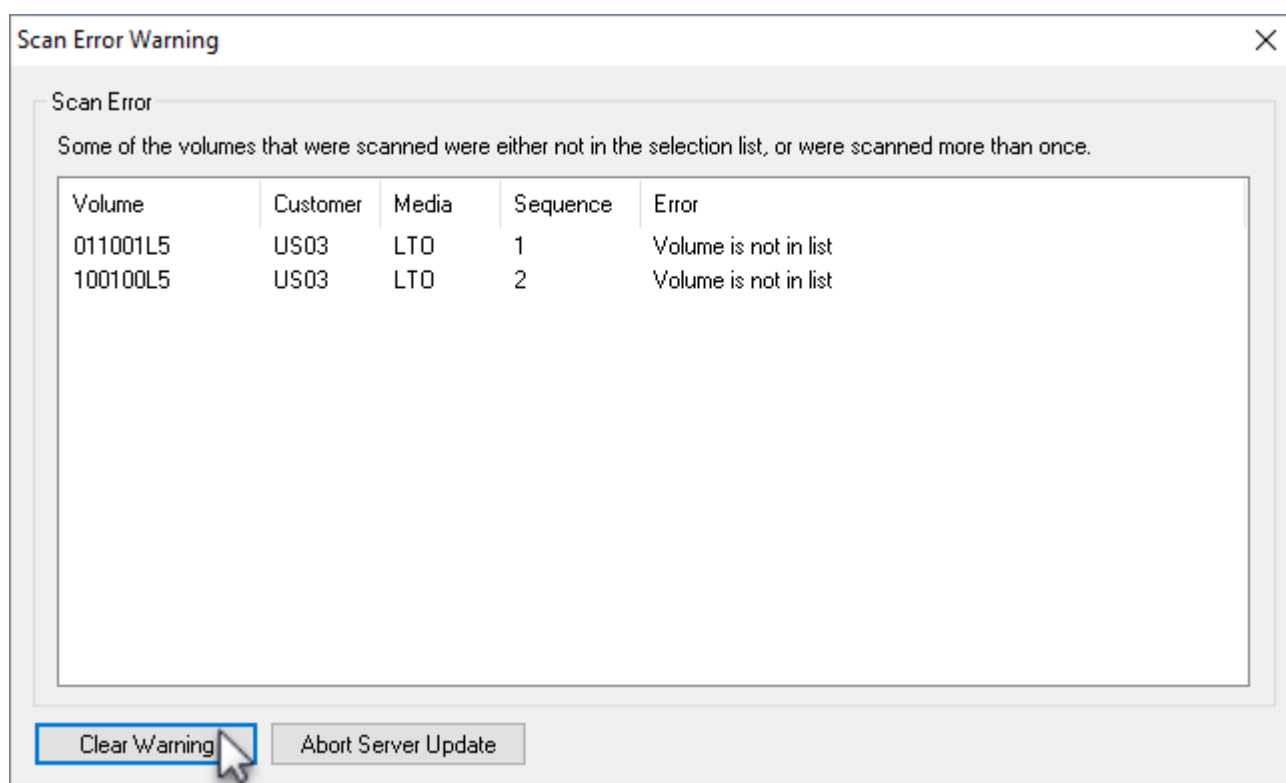 Scan Error Warning
Scan Error
Some of the volumes that were scanned were either not in the selection list, or were scanned more than once.
Volume Customer Media Sequence Error
011001L5 US03 LTO 1 Volume is not in list
100100L5 US03 LTO 2 Volume is not in list
Clear Warning Abort Server Update